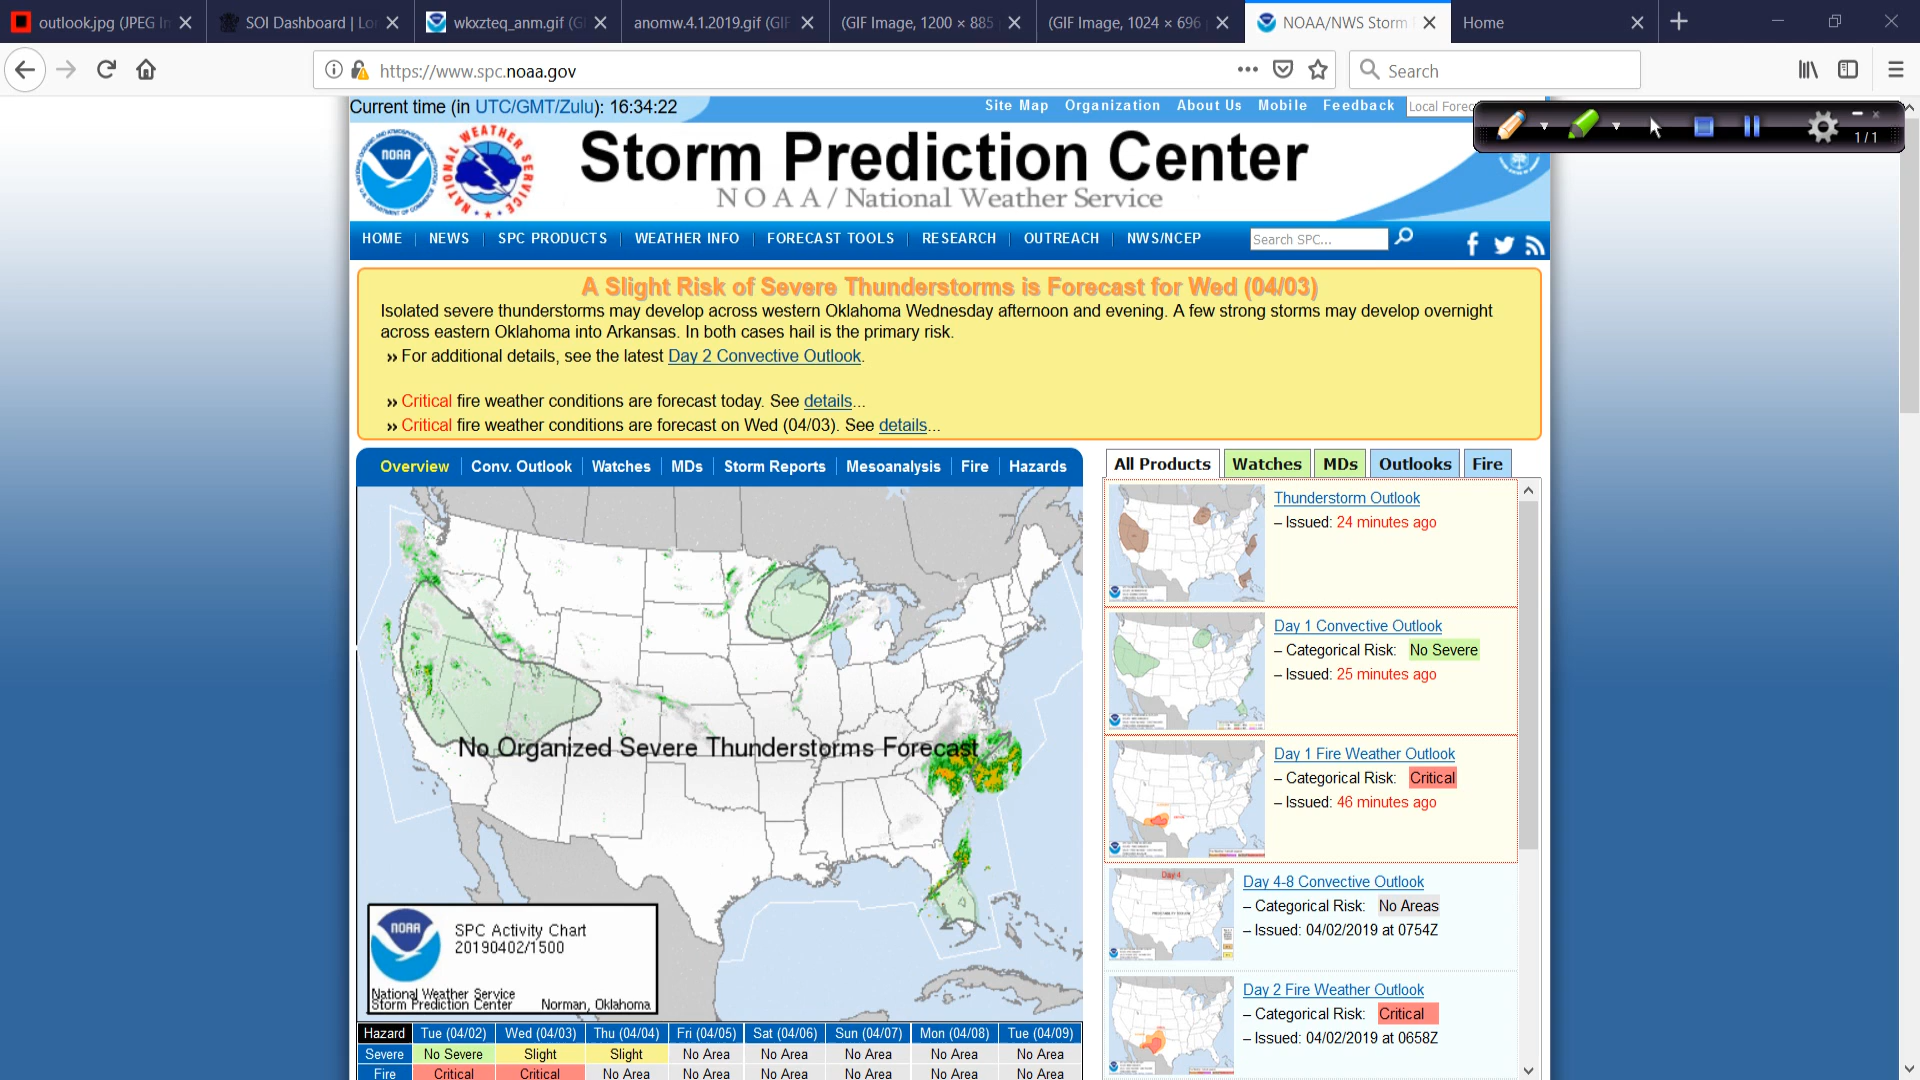 outlook.jpg (JPEG In
SOI Dashboard | Lo
wkxzteq_anm.gif (G
anomw.4.1.2019.gif (GIF
(GIF Image, 1200 × 885
(GIF Image, 1024 × 696
NOAA/NWS Storm
Home
https://www.spc.noaa.gov
Search
Current time (in UTC/GMT/Zulu): 16:34:22
Site Map Organization About Us Mobile Feedback
Local Forec
1/1
NOAA
NATIONAL WEATHER SERVICE
Storm Prediction Center
NOAA / National Weather Service
HOME NEWS SPC PRODUCTS WEATHER INFO FORECAST TOOLS RESEARCH OUTREACH NWS/NCEP
Search SPC...
A Slight Risk of Severe Thunderstorms is Forecast for Wed (04/03)
Isolated severe thunderstorms may develop across western Oklahoma Wednesday afternoon and evening. A few strong storms may develop overnight
across eastern Oklahoma into Arkansas. In both cases hail is the primary risk.
» For additional details, see the latest Day 2 Convective Outlook.
» Critical fire weather conditions are forecast today. See details...
» Critical fire weather conditions are forecast on Wed (04/03). See details...
Overview Conv. Outlook Watches MDs Storm Reports Mesoanalysis Fire Hazards
No Organized Severe Thunderstorms Forecast
NOAA
SPC Activity Chart
20190402/1500
National Weather Service
Storm Prediction Center Norman, Oklahoma
Hazard Tue (04/02) Wed (04/03) Thu (04/04) Fri (04/05) Sat (04/06) Sun (04/07) Mon (04/08) Tue (04/09)
Severe No Severe Slight Slight No Area No Area No Area No Area No Area
Fire Critical Critical No Area No Area No Area No Area No Area No Area
All Products Watches MDs Outlooks Fire
Thunderstorm Outlook
– Issued: 24 minutes ago
Day 1 Convective Outlook
– Categorical Risk: No Severe
– Issued: 25 minutes ago
Day 1 Fire Weather Outlook
– Categorical Risk: Critical
– Issued: 46 minutes ago
Day 4
Day 4-8 Convective Outlook
– Categorical Risk: No Areas
– Issued: 04/02/2019 at 0754Z
Day 2 Fire Weather Outlook
– Categorical Risk: Critical
– Issued: 04/02/2019 at 0658Z